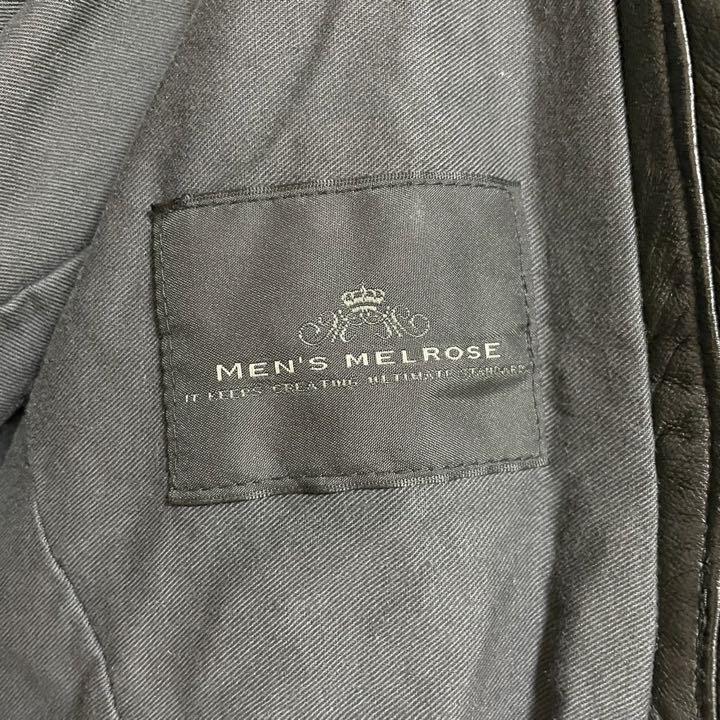 MEN'S MELROSE
IT KEEPS CREATING ULTIMATE STANDARD